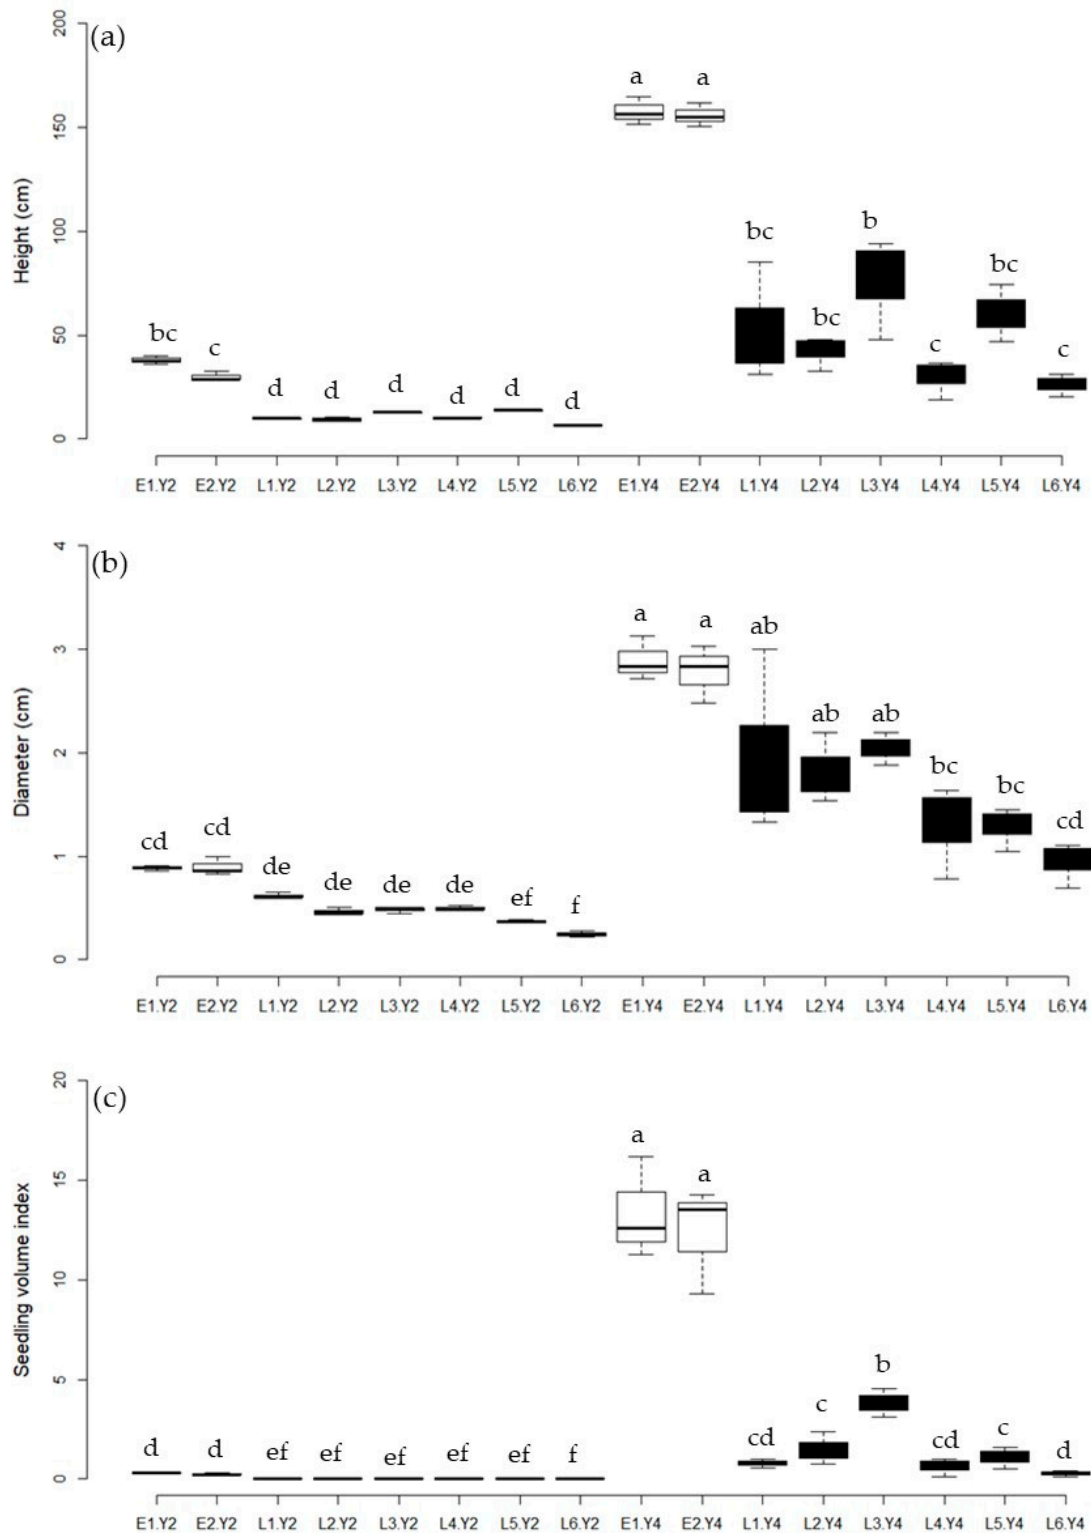 (a)
Height (cm)
200
150
100
50
0
a a
bc b bc bc c bc c
bc c d d d d d d
E1.Y2 E2.Y2 L1.Y2 L2.Y2 L3.Y2 L4.Y2 L5.Y2 L6.Y2 E1.Y4 E2.Y4 L1.Y4 L2.Y4 L3.Y4 L4.Y4 L5.Y4 L6.Y4
(b)
Diameter (cm)
4
3
2
1
0
a a ab
ab ab bc bc cd
cd cd de de de de ef f
E1.Y2 E2.Y2 L1.Y2 L2.Y2 L3.Y2 L4.Y2 L5.Y2 L6.Y2 E1.Y4 E2.Y4 L1.Y4 L2.Y4 L3.Y4 L4.Y4 L5.Y4 L6.Y4
(c)
Seedling volume index
20
15
10
5
0
a a
b
d d ef ef ef ef ef f cd c cd c d
E1.Y2 E2.Y2 L1.Y2 L2.Y2 L3.Y2 L4.Y2 L5.Y2 L6.Y2 E1.Y4 E2.Y4 L1.Y4 L2.Y4 L3.Y4 L4.Y4 L5.Y4 L6.Y4